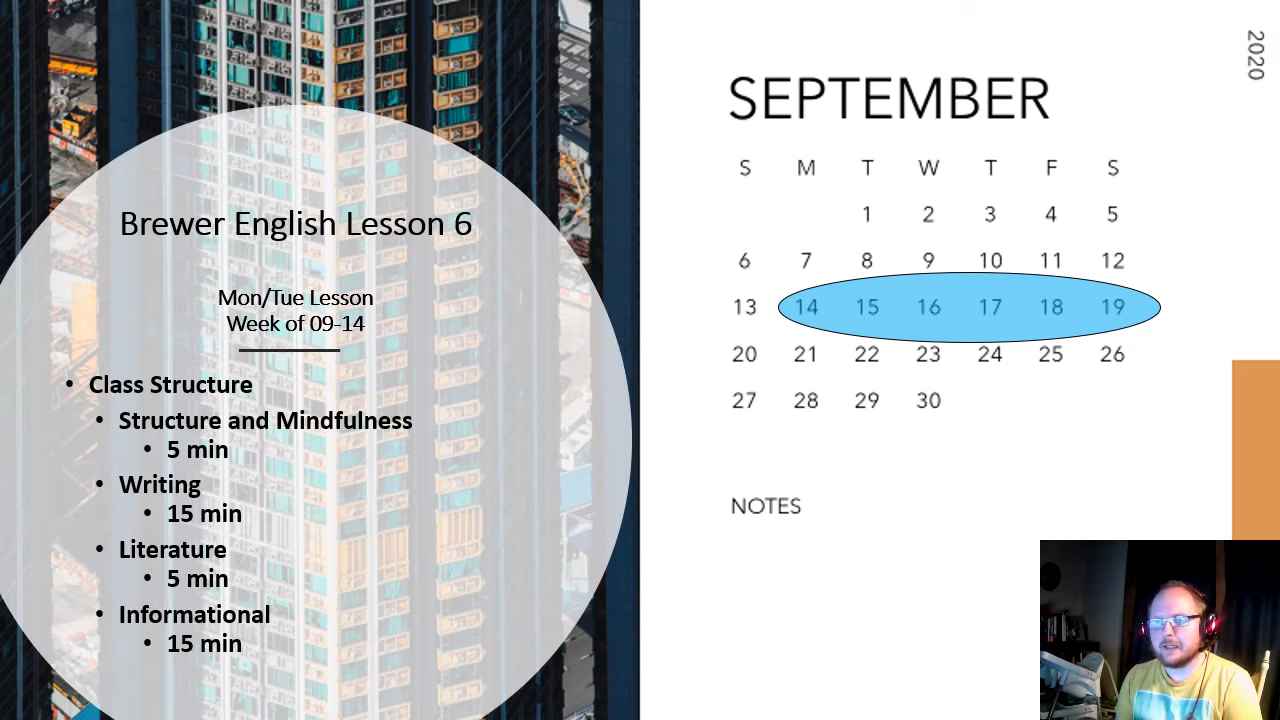 Brewer English Lesson 6
Mon/Tue Lesson
Week of 09-14
• Class Structure
• Structure and Mindfulness
• 5 min
• Writing
• 15 min
• Literature
• 5 min
• Informational
• 15 min
2020
SEPTEMBER
S M T W T F S
1 2 3 4 5
6 7 8 9 10 11 12
13 14 15 16 17 18 19
20 21 22 23 24 25 26
27 28 29 30
NOTES